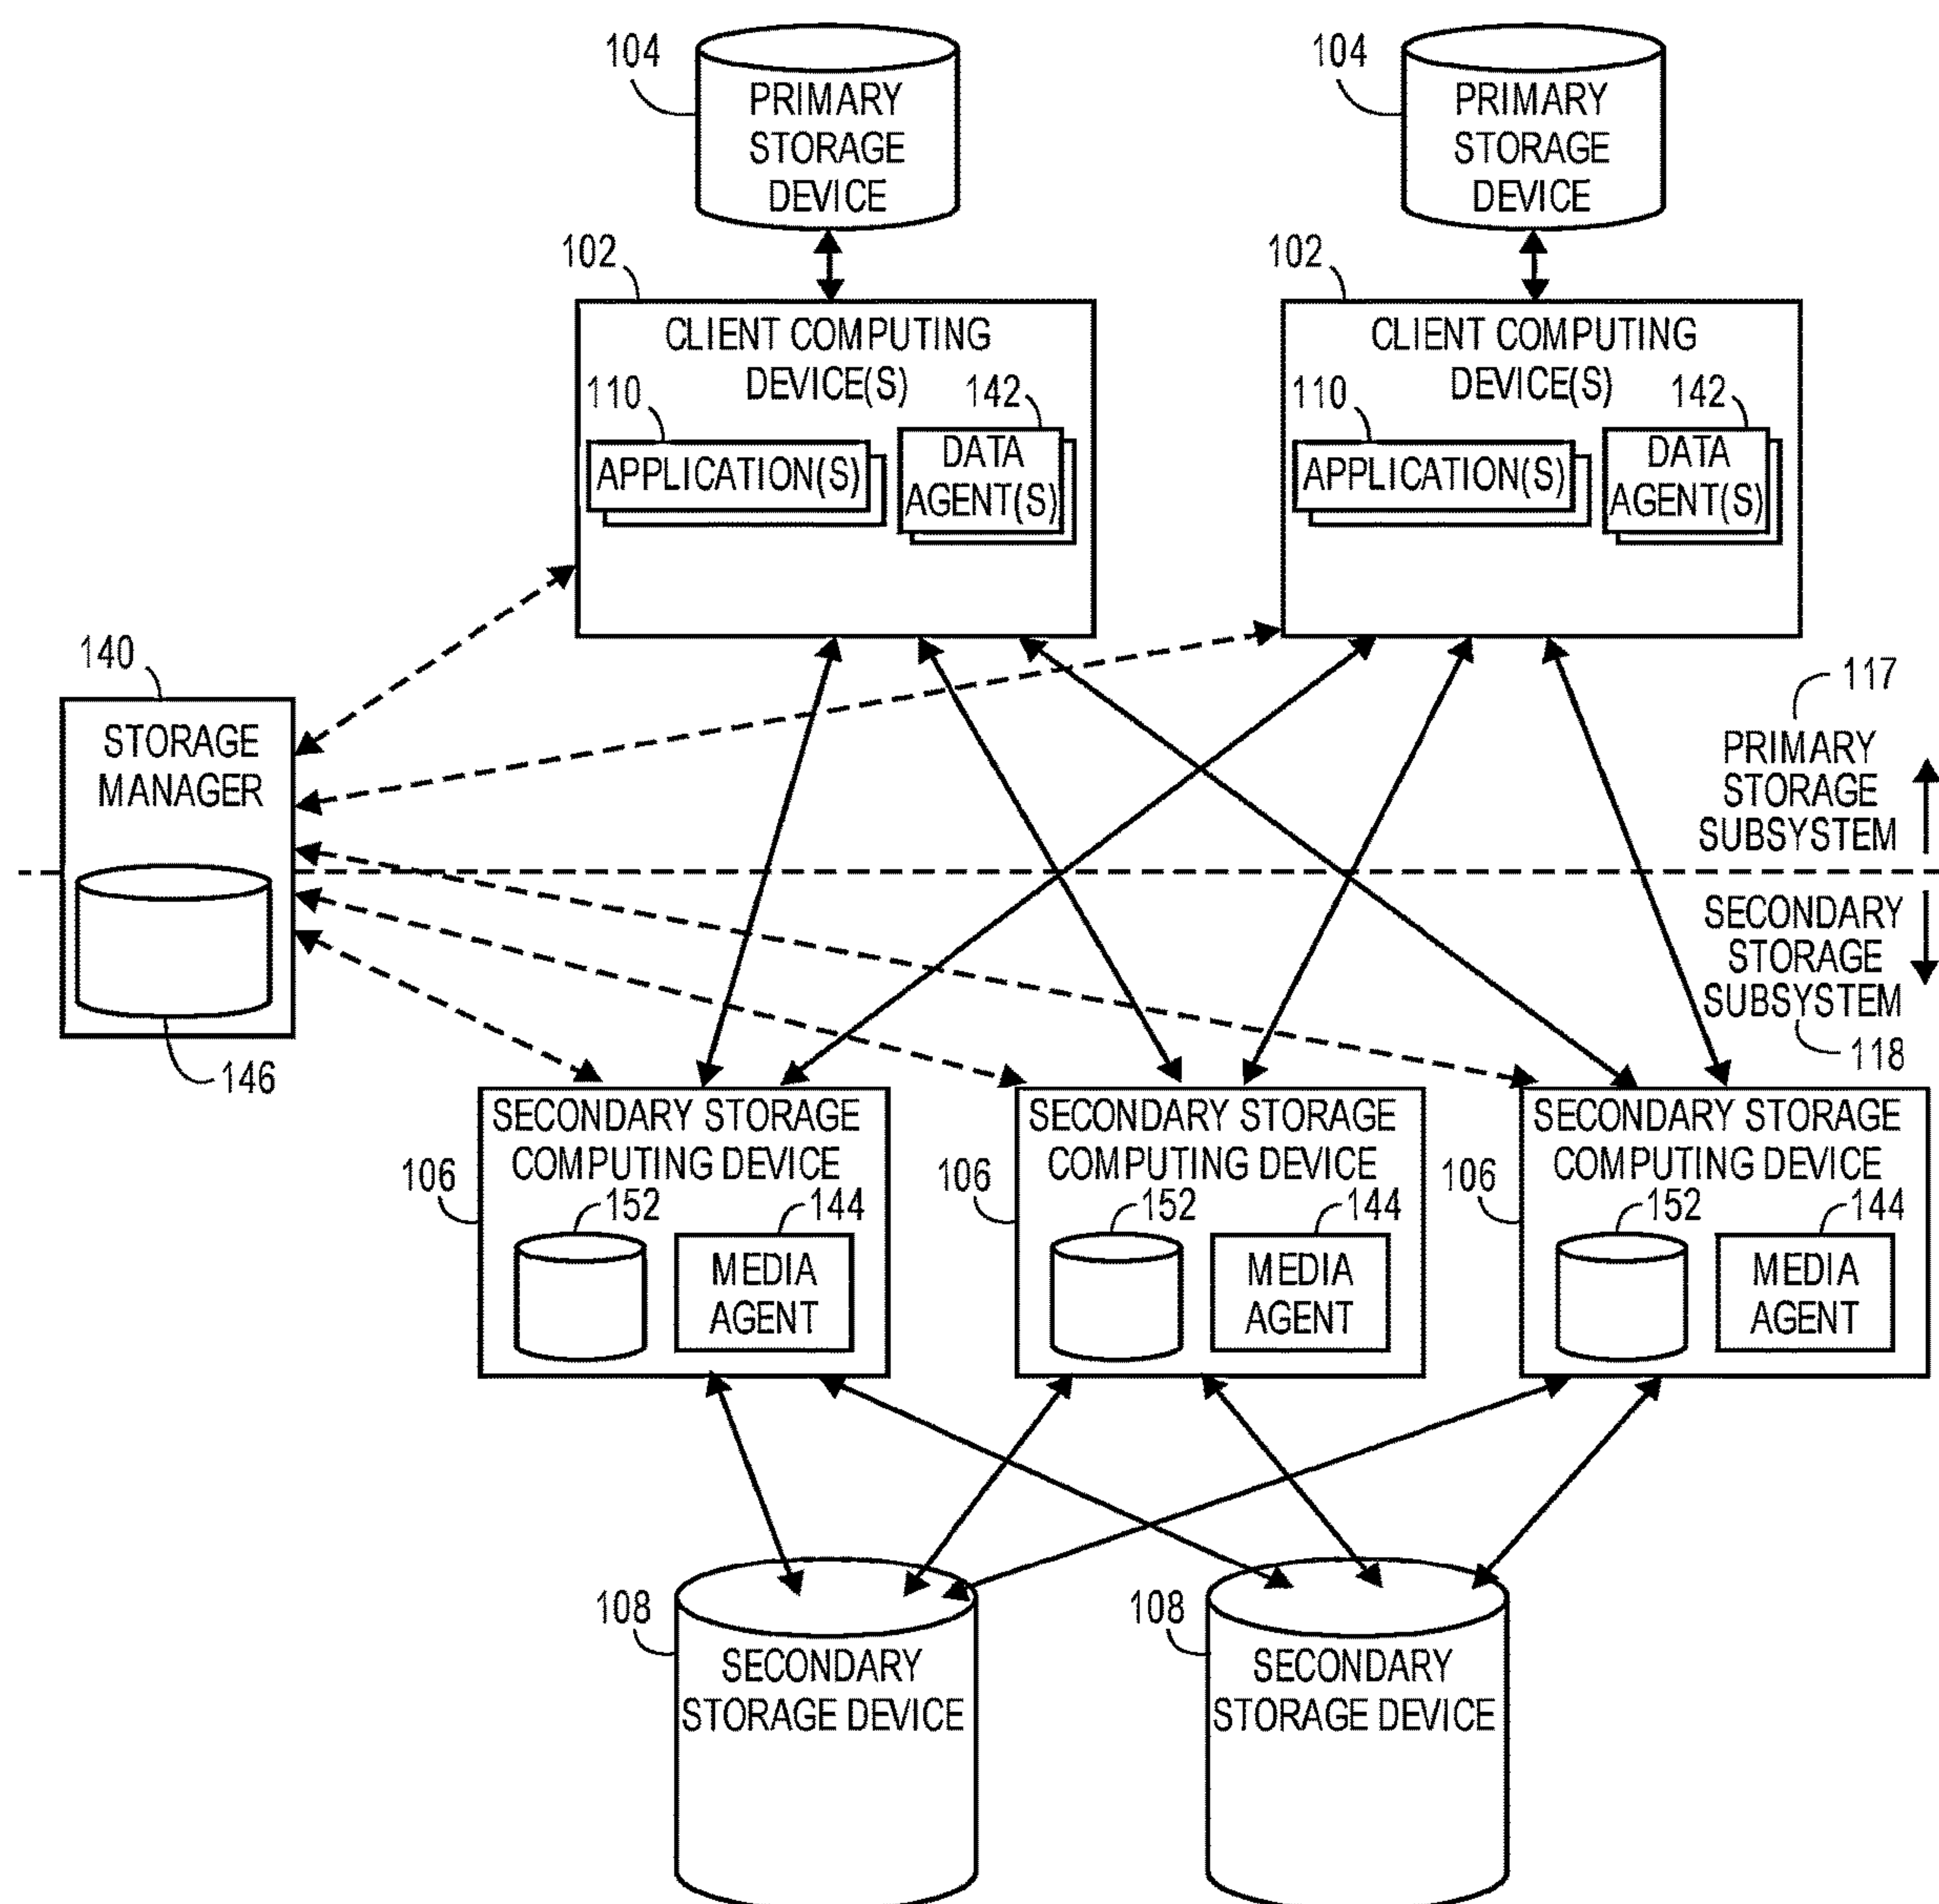 104
PRIMARY
STORAGE
DEVICE
104
PRIMARY
STORAGE
DEVICE
102
CLIENT COMPUTING
DEVICE(S)
110
APPLICATION(S)
142
DATA
AGENT(S)
102
CLIENT COMPUTING
DEVICE(S)
110
APPLICATION(S)
142
DATA
AGENT(S)
140
STORAGE
MANAGER
146
117
PRIMARY
STORAGE
SUBSYSTEM
SECONDARY
STORAGE
SUBSYSTEM
118
SECONDARY STORAGE
COMPUTING DEVICE
106
152
144
MEDIA
AGENT
SECONDARY STORAGE
COMPUTING DEVICE
106
152
144
MEDIA
AGENT
SECONDARY STORAGE
COMPUTING DEVICE
106
152
144
MEDIA
AGENT
108
SECONDARY
STORAGE DEVICE
108
SECONDARY
STORAGE DEVICE